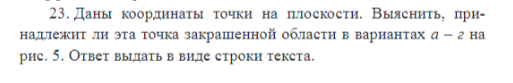 23. Даны координаты точки на плоскости. Выяснить, при-
надлежит ли эта точка закрашенной области в вариантах а – г на
рис. 5. Ответ выдать в виде строки текста.